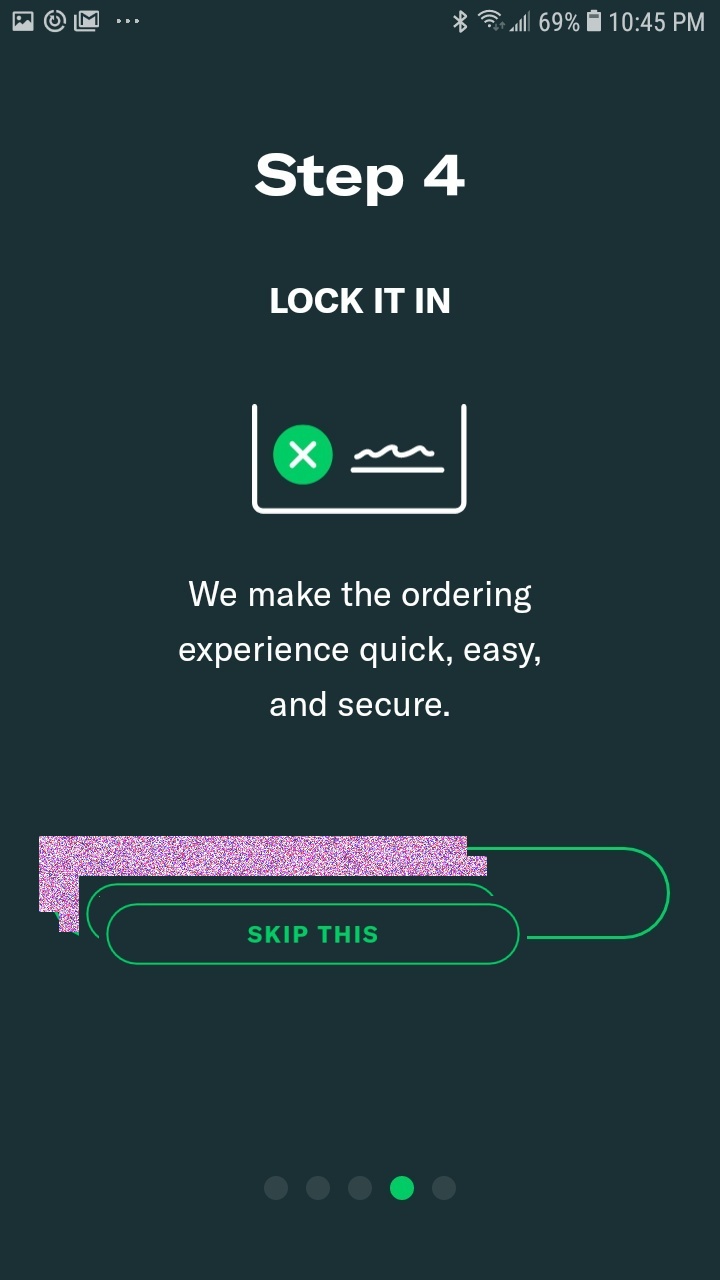 69% 10:45 PM
Step 4
LOCK IT IN
We make the ordering
experience quick, easy,
and secure.
SKIP THIS